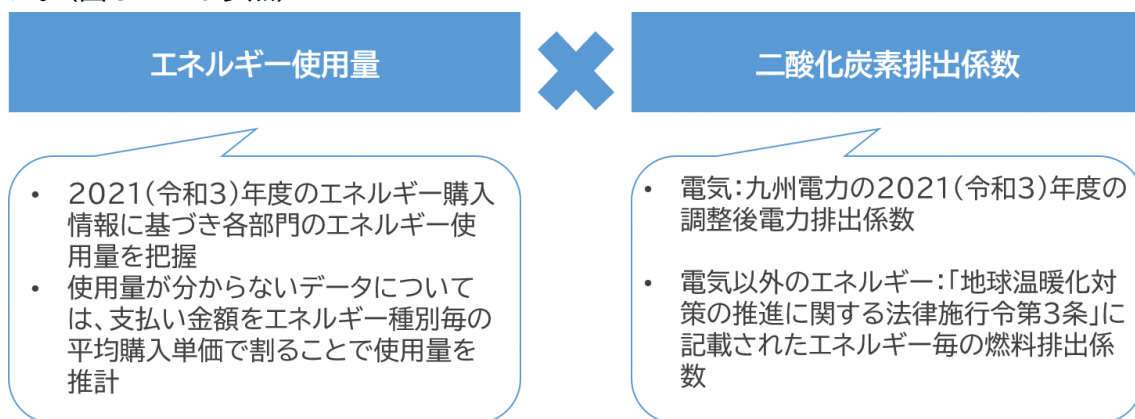 エネルギー使用量
二酸化炭素排出係数
• 2021(令和3)年度のエネルギー購入
情報に基づき各部門のエネルギー使
用量を把握
• 使用量が分からないデータについて
は、支払い金額をエネルギー種別毎の
平均購入単価で割ることで使用量を
推計
• 電気:九州電力の2021(令和3)年度の
調整後電力排出係数
• 電気以外のエネルギー:「地球温暖化対
策の推進に関する法律施行令第3条」に
記載されたエネルギー毎の燃料排出係
数